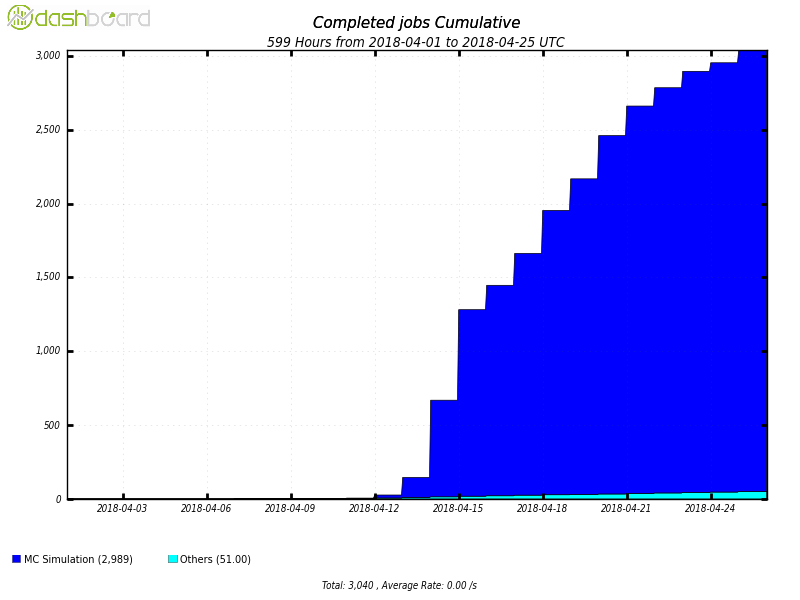 dashboard
Completed jobs Cumulative
599 Hours from 2018-04-01 to 2018-04-25 UTC
3,000
2,500
2,000
1,500
1,000
500
0
2018-04-03 2018-04-06 2018-04-09 2018-04-12 2018-04-15 2018-04-18 2018-04-21 2018-04-24
MC Simulation (2,989) Others (51.00)
Total: 3,040 , Average Rate: 0.00 /s